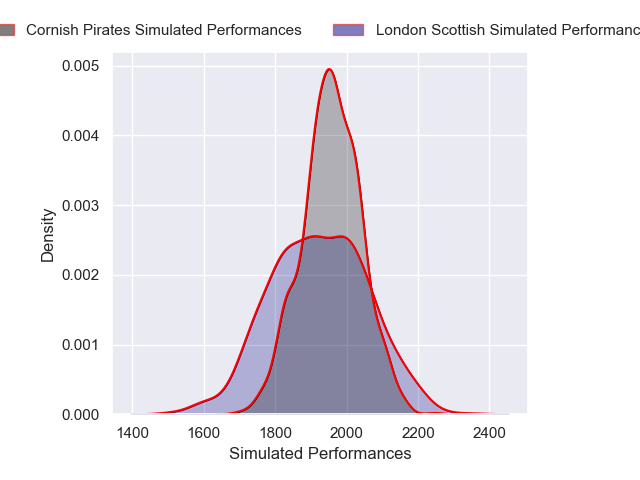 Cornish Pirates Simulated Performances London Scottish Simulated Performanc
0.005
0.004
0.003
0.002
0.001
0.000
Density
1400 1600 1800 2000 2200 2400
Simulated Performances